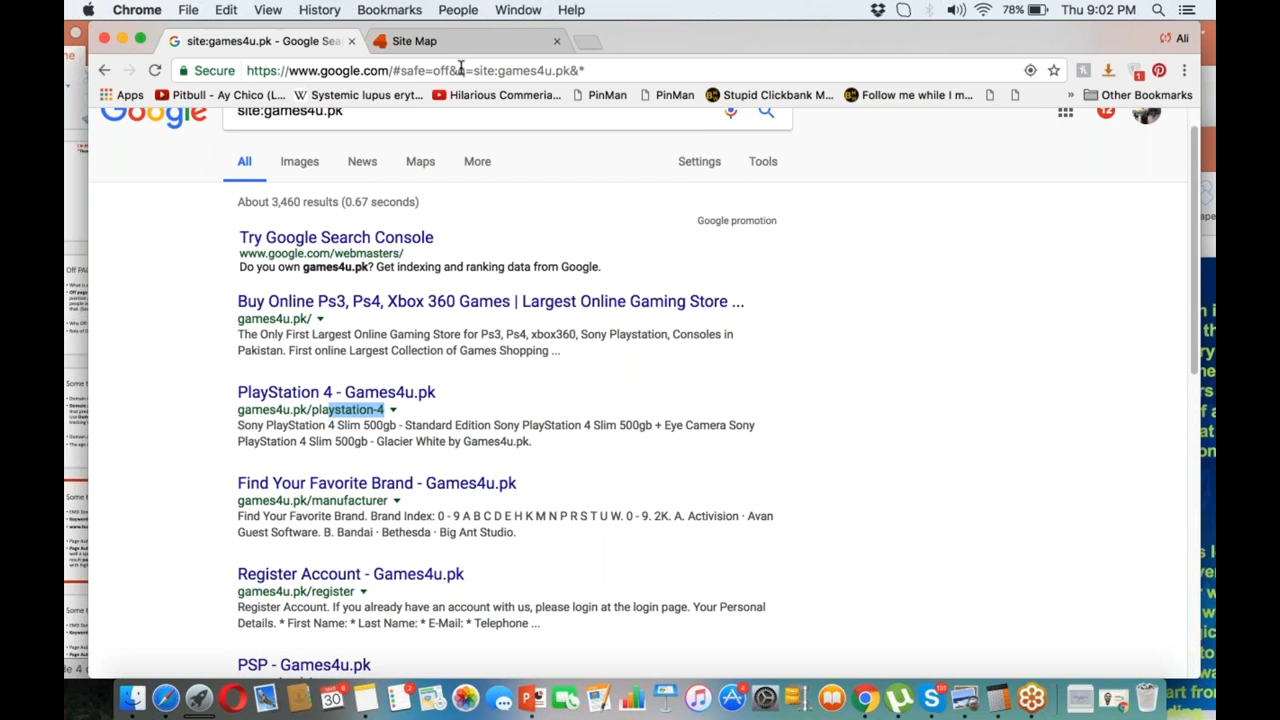 Chrome File Edit View History Bookmarks People Window Help 78% Thu 9:02 PM
site:games4u.pk - Google Sea Site Map Ali
Secure https://www.google.com/#safe=off&q=site:games4u.pk&*
Apps Pitbull - Ay Chico (L... Systemic lupus eryt... Hilarious Commeria... PinMan PinMan Stupid Clickbank M... Follow me while I m... » Other Bookmarks
Google site:games4u.pk 12
All Images News Maps More Settings Tools
About 3,460 results (0.67 seconds)
Google promotion
Try Google Search Console
www.google.com/webmasters/
Do you own games4u.pk? Get indexing and ranking data from Google.
Buy Online Ps3, Ps4, Xbox 360 Games | Largest Online Gaming Store ...
games4u.pk/
The Only First Largest Online Gaming Store for Ps3, Ps4, xbox360, Sony Playstation, Consoles in
Pakistan. First online Largest Collection of Games Shopping ...
PlayStation 4 - Games4u.pk
games4u.pk/playstation-4
Sony PlayStation 4 Slim 500gb - Standard Edition Sony PlayStation 4 Slim 500gb + Eye Camera Sony
PlayStation 4 Slim 500gb - Glacier White by Games4u.pk.
Find Your Favorite Brand - Games4u.pk
games4u.pk/manufacturer
Find Your Favorite Brand. Brand Index: 0 - 9 A B C D E H K M N P R S T U W. 0 - 9. 2K. A. Activision · Avan
Guest Software. B. Bandai · Bethesda · Big Ant Studio.
Register Account - Games4u.pk
games4u.pk/register
Register Account. If you already have an account with us, please login at the login page. Your Personal
Details. * First Name: * Last Name: * E-Mail: * Telephone ...
PSP - Games4u.pk